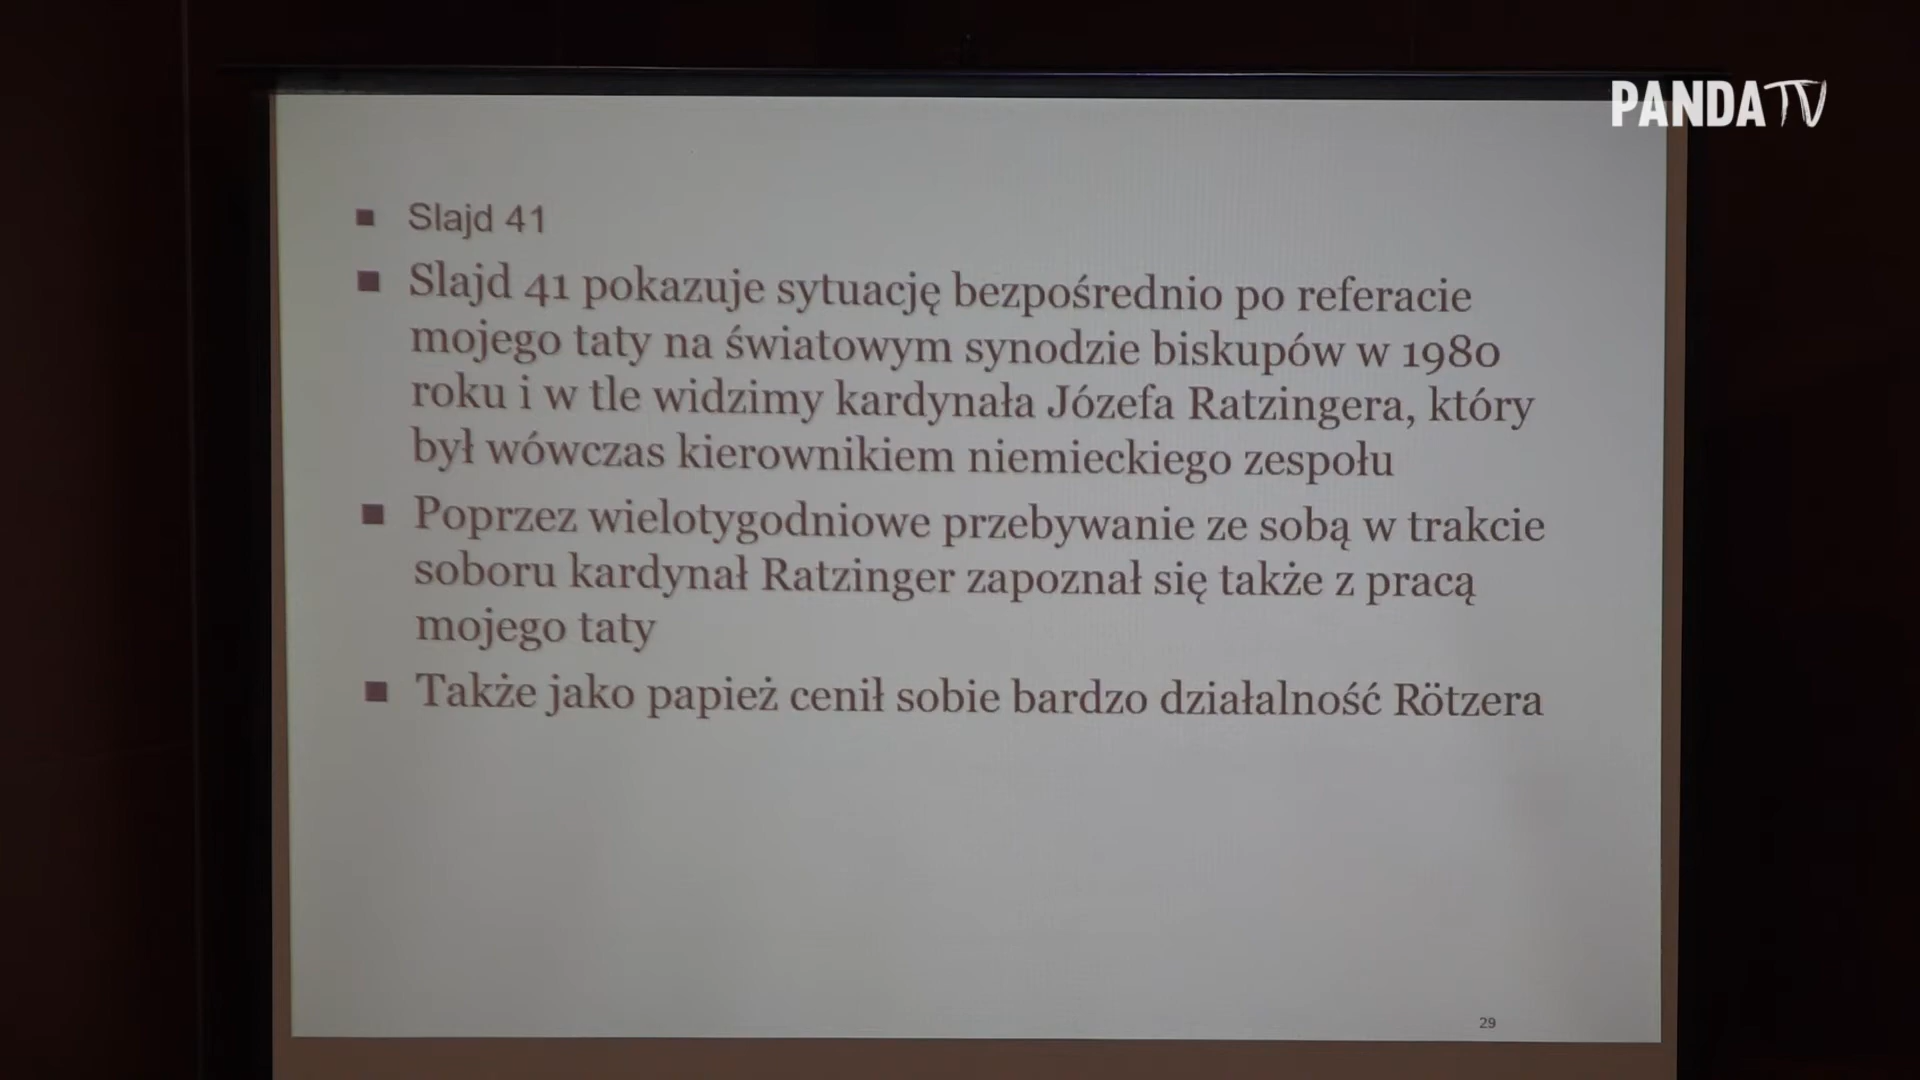 PANDA TV
Slajd 41
Slajd 41 pokazuje sytuację bezpośrednio po referacie
mojego taty na światowym synodzie biskupów w 1980
roku i w tle widzimy kardynała Józefa Ratzingera, który
był wówczas kierownikiem niemieckiego zespołu
Poprzez wielotygodniowe przebywanie ze sobą w trakcie
soboru kardynał Ratzinger zapoznał się także z pracą
mojego taty
Także jako papież cenił sobie bardzo działalność Rötzera
29